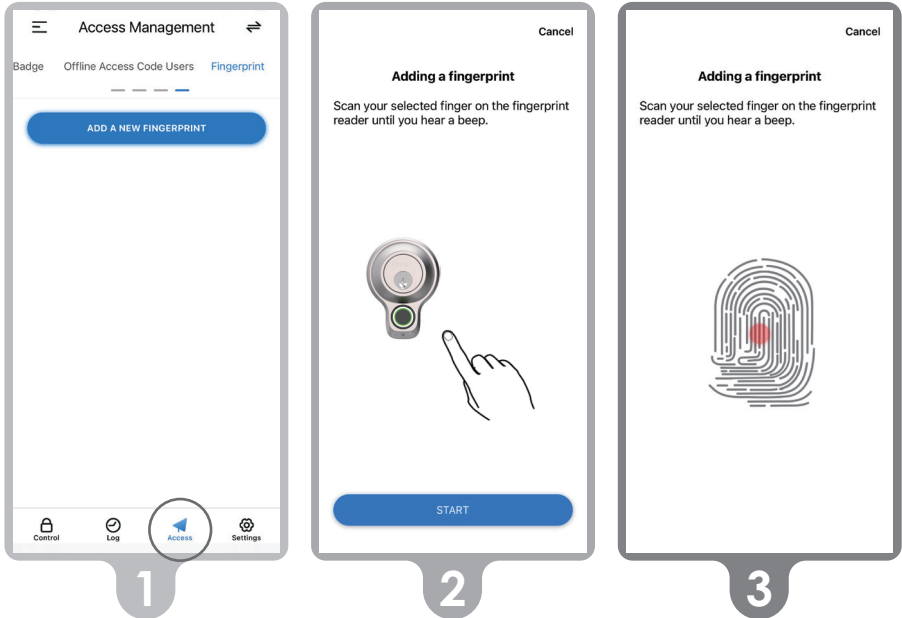 Access Management
Badge Offline Access Code Users Fingerprint
ADD A NEW FINGERPRINT
Control Log Access Settings
1
Cancel
Adding a fingerprint
Scan your selected finger on the fingerprint
reader until you hear a beep.
START
2
Cancel
Adding a fingerprint
Scan your selected finger on the fingerprint
reader until you hear a beep.
3